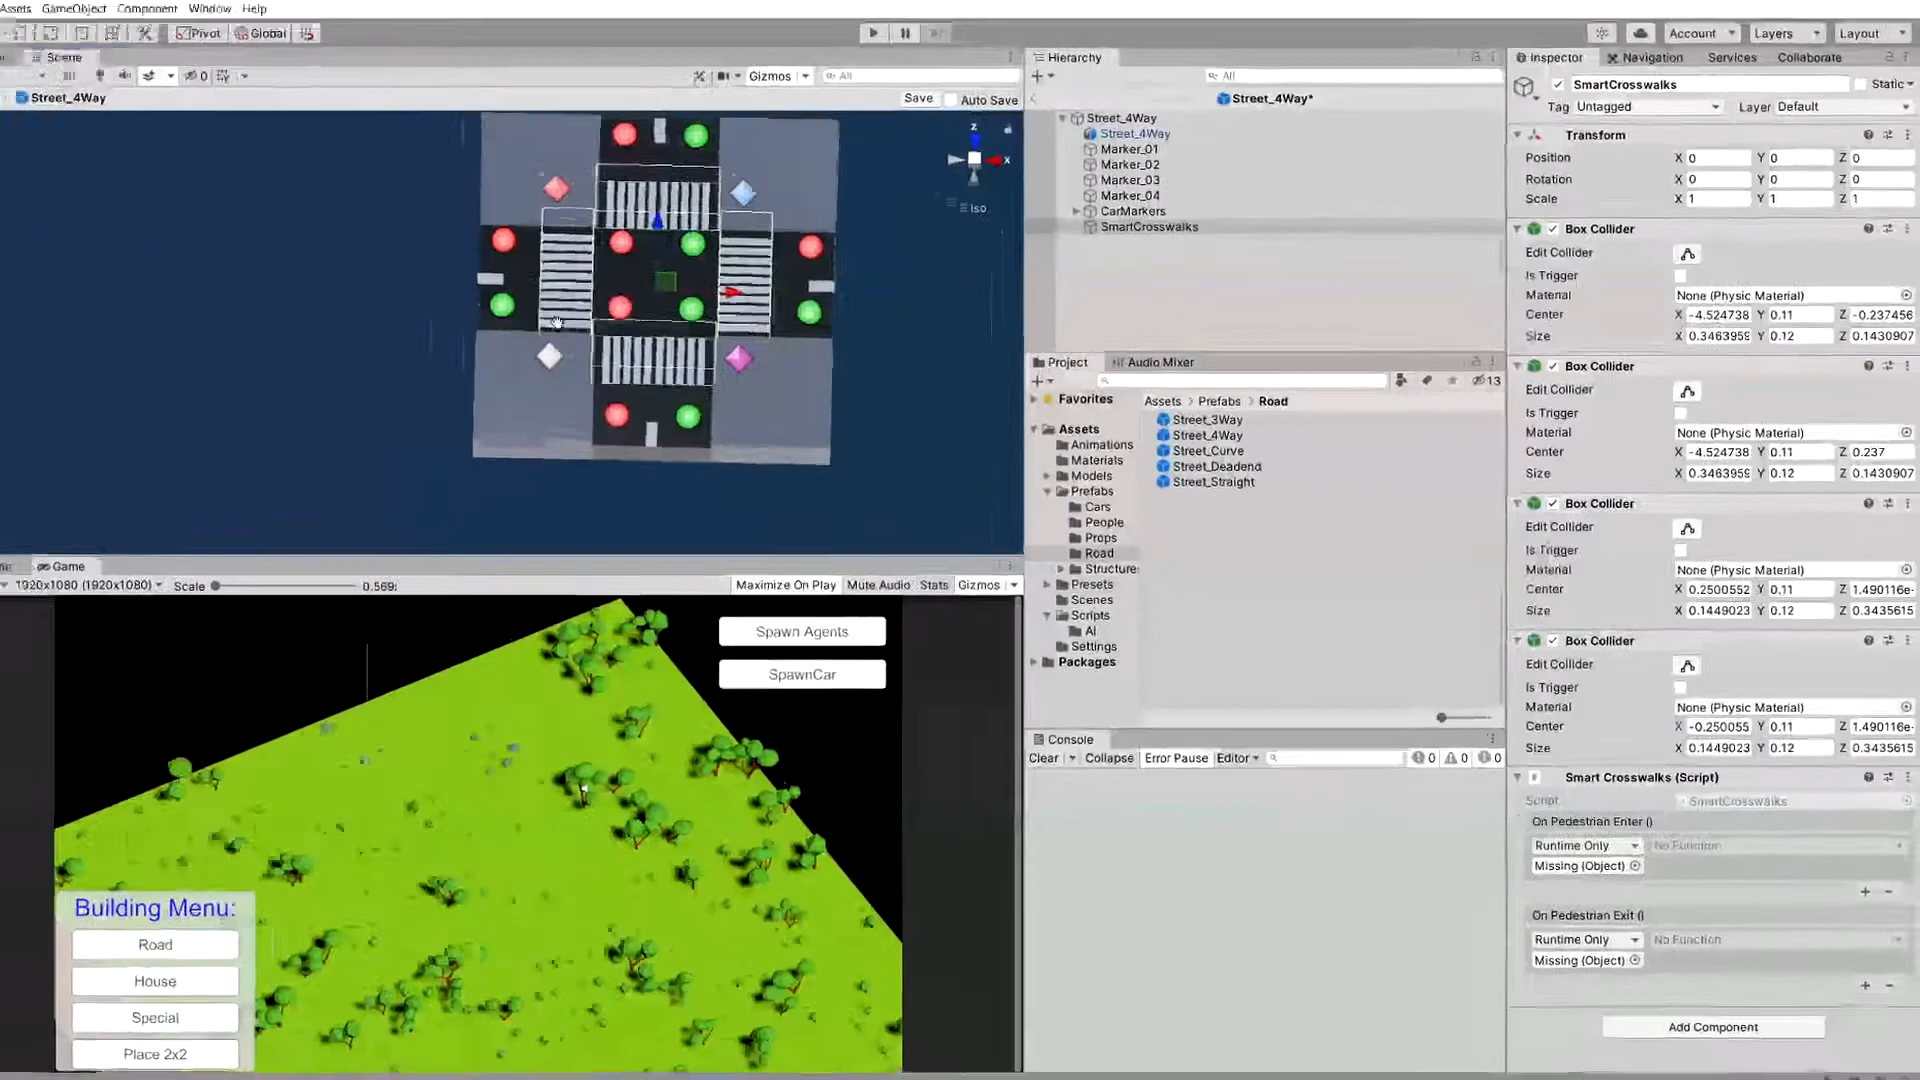 Assets GameObject Component Window Help
Pivot Global Account Layers Layout
Scene
0 Gizmos All
Street_4Way Save Auto Save
z
x
Iso
Game
1920x1080 (1920x1080) Scale 0.569: Maximize On Play Mute Audio Stats Gizmos
Spawn Agents
SpawnCar
Building Menu:
Road
House
Special
Place 2x2
Hierarchy
All
Street_4Way*
Street_4Way
Street_4Way
Marker_01
Marker_02
Marker_03
Marker_04
CarMarkers
SmartCrosswalks
Project Audio Mixer
13
Favorites
Assets
Animations
Materials
Models
Prefabs
Cars
People
Props
Road
Structure:
Presets
Scenes
Scripts
AI
Settings
Packages
Assets > Prefabs > Road
Street_3Way
Street_4Way
Street_Curve
Street_Deadend
Street_Straight
Console
Clear Collapse Error Pause Editor 0 0 0
Inspector Navigation Services Collaborate
SmartCrosswalks Static
Tag Untagged Layer Default
Transform
Position X 0 Y 0 Z 0
Rotation X 0 Y 0 Z 0
Scale X 1 Y 1 Z 1
Box Collider
Edit Collider
Is Trigger
Material None (Physic Material)
Center X -4.524738 Y 0.11 Z -0.237456
Size X 0.3463959 Y 0.12 Z 0.1430907
Box Collider
Edit Collider
Is Trigger
Material None (Physic Material)
Center X -4.524738 Y 0.11 Z 0.237
Size X 0.3463959 Y 0.12 Z 0.1430907
Box Collider
Edit Collider
Is Trigger
Material None (Physic Material)
Center X 0.2500552 Y 0.11 Z 1.490116e-
Size X 0.1449023 Y 0.12 Z 0.3435615
Box Collider
Edit Collider
Is Trigger
Material None (Physic Material)
Center X -0.250055 Y 0.11 Z 1.490116e-
Size X 0.1449023 Y 0.12 Z 0.3435615
# Smart Crosswalks (Script)
Script SmartCrosswalks
On Pedestrian Enter ()
Runtime Only No Function
Missing (Object)
+ -
On Pedestrian Exit ()
Runtime Only No Function
Missing (Object)
+ -
Add Component